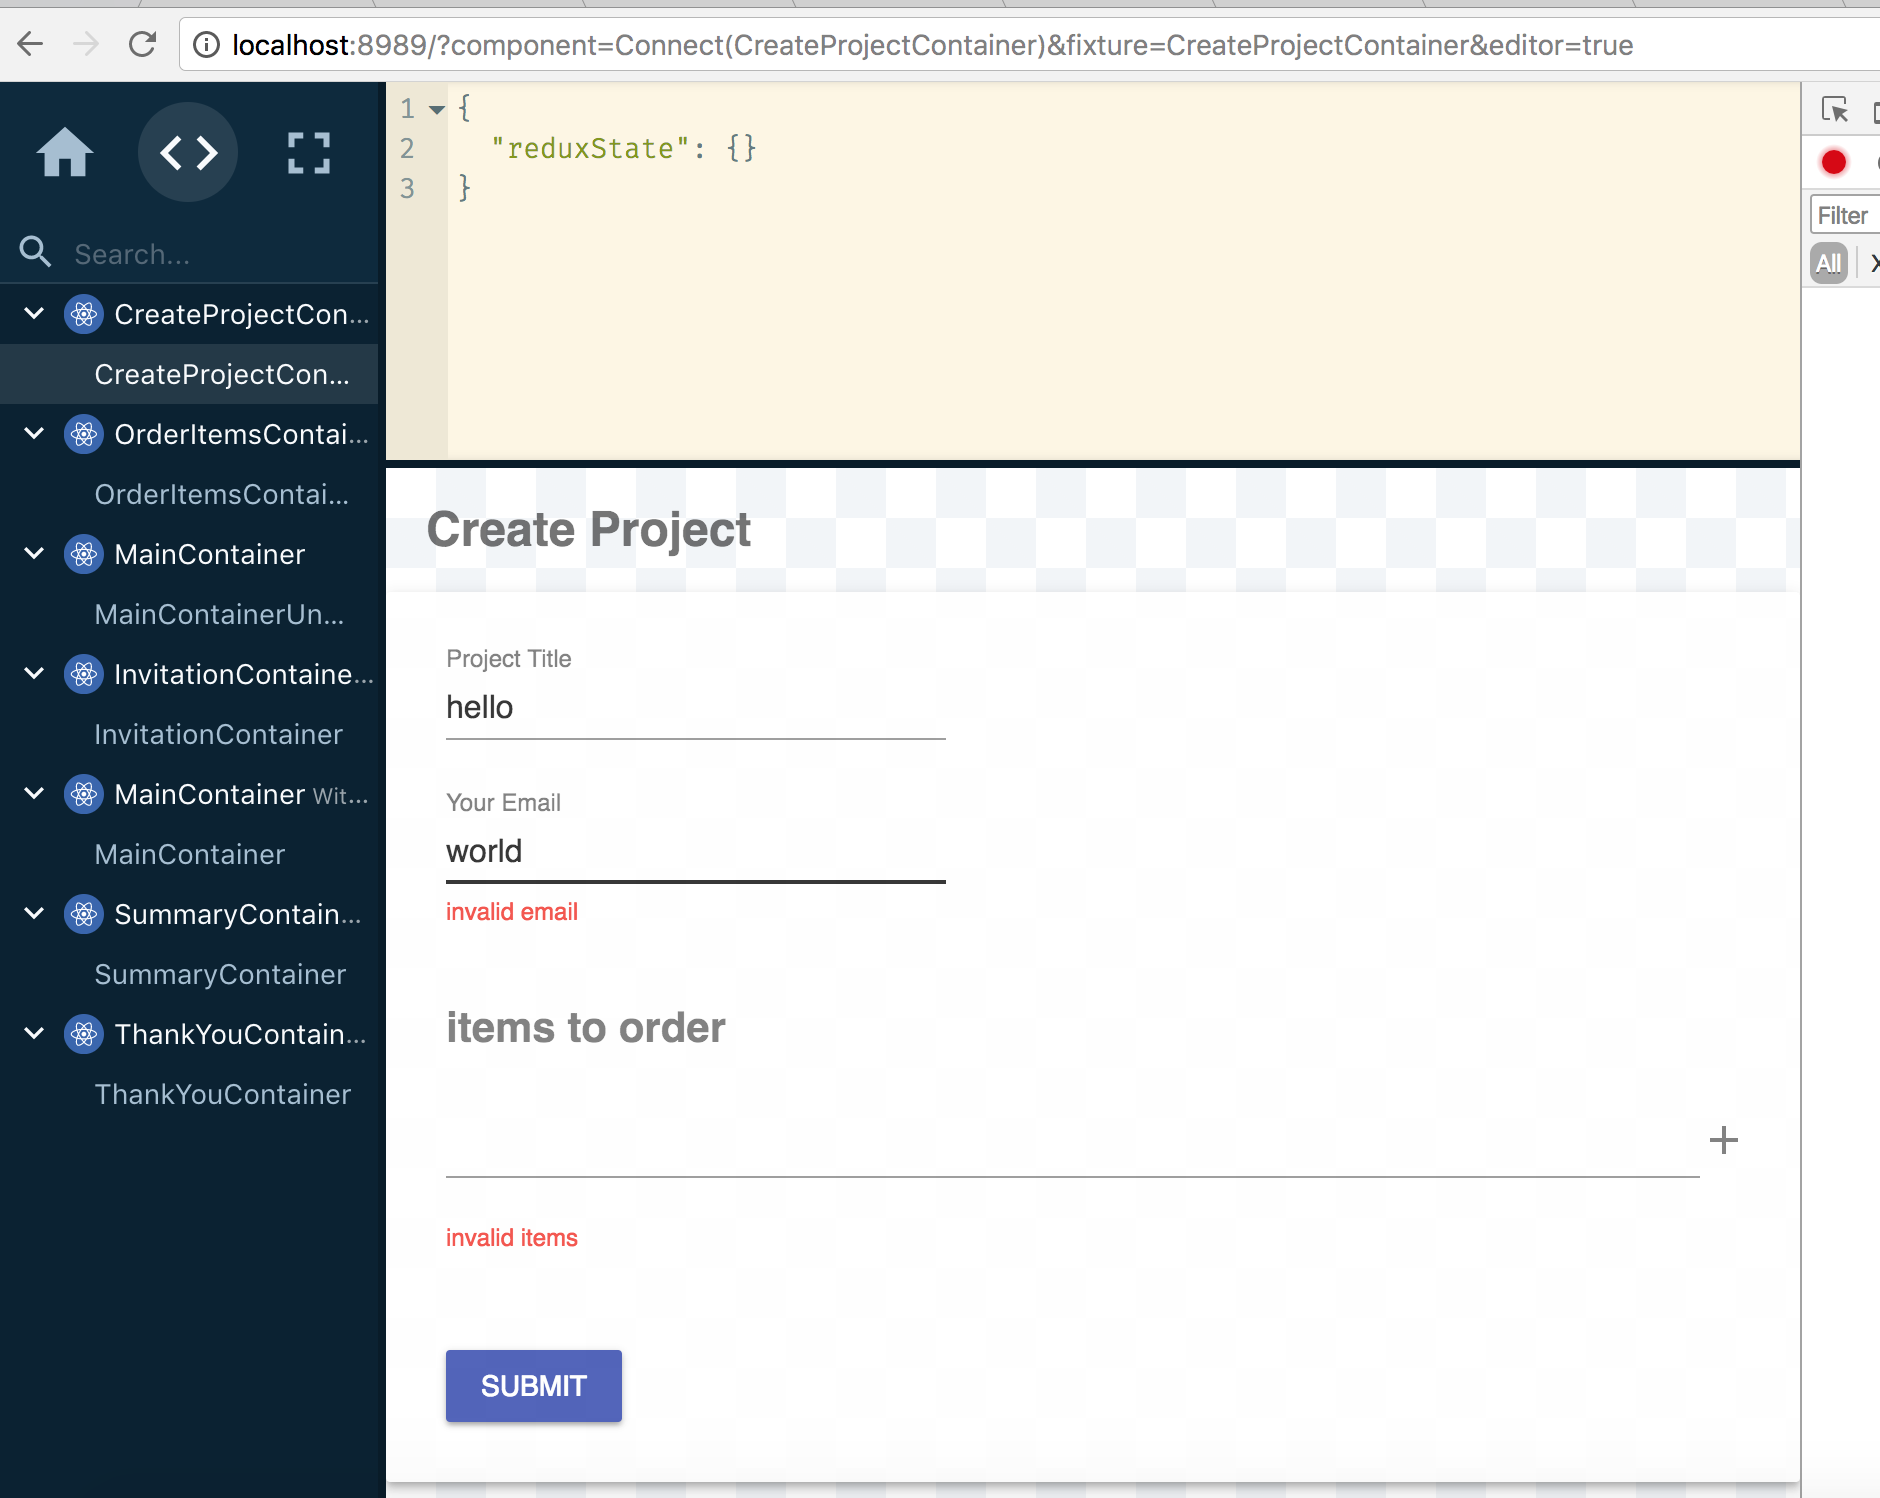 localhost:8989/?component=Connect(CreateProjectContainer)&fixture=CreateProjectContainer&editor=true
Search...
CreateProjectCon...
CreateProjectCon...
OrderItemsContai...
OrderItemsContai...
MainContainer
MainContainerUn...
InvitationContaine...
InvitationContainer
MainContainer Wit...
MainContainer
SummaryContain...
SummaryContainer
ThankYouContain...
ThankYouContainer
1 {
2 "reduxState": {}
3 }
Create Project
Project Title
hello
Your Email
world
invalid email
items to order
invalid items
SUBMIT
Filter
All